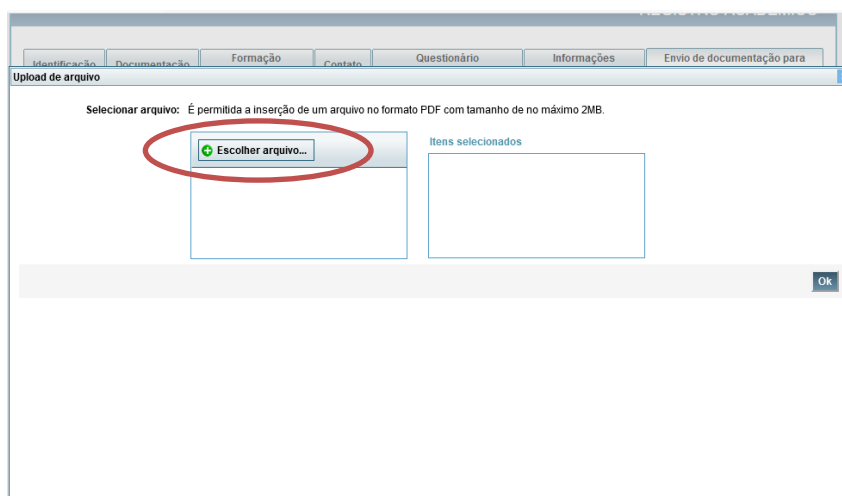 Identificação Documentação Formação Contato Questionário Informações Envio de documentação para
Upload de arquivo
Selecionar arquivo: É permitida a inserção de um arquivo no formato PDF com tamanho de no máximo 2MB.
Escolher arquivo...
Itens selecionados
Ok